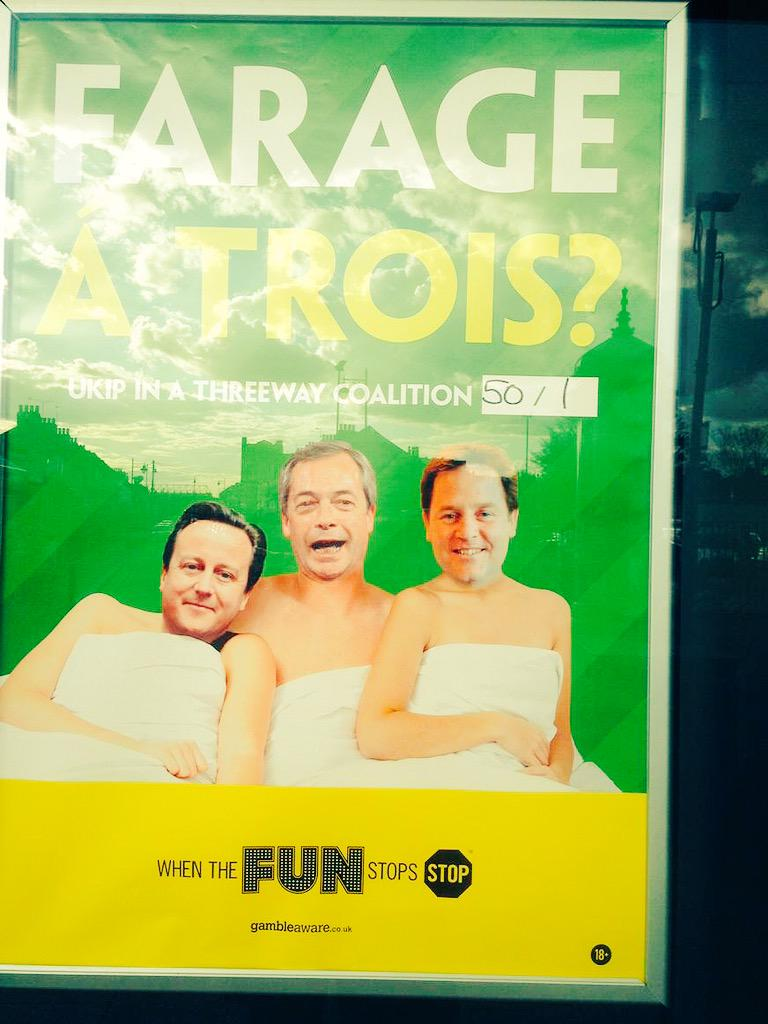 FARAGE
Á TROIS?
UKIP IN A THREEWAY COALITION 50/1
WHEN THE FUN STOPS STOP
gambleaware.co.uk
18+